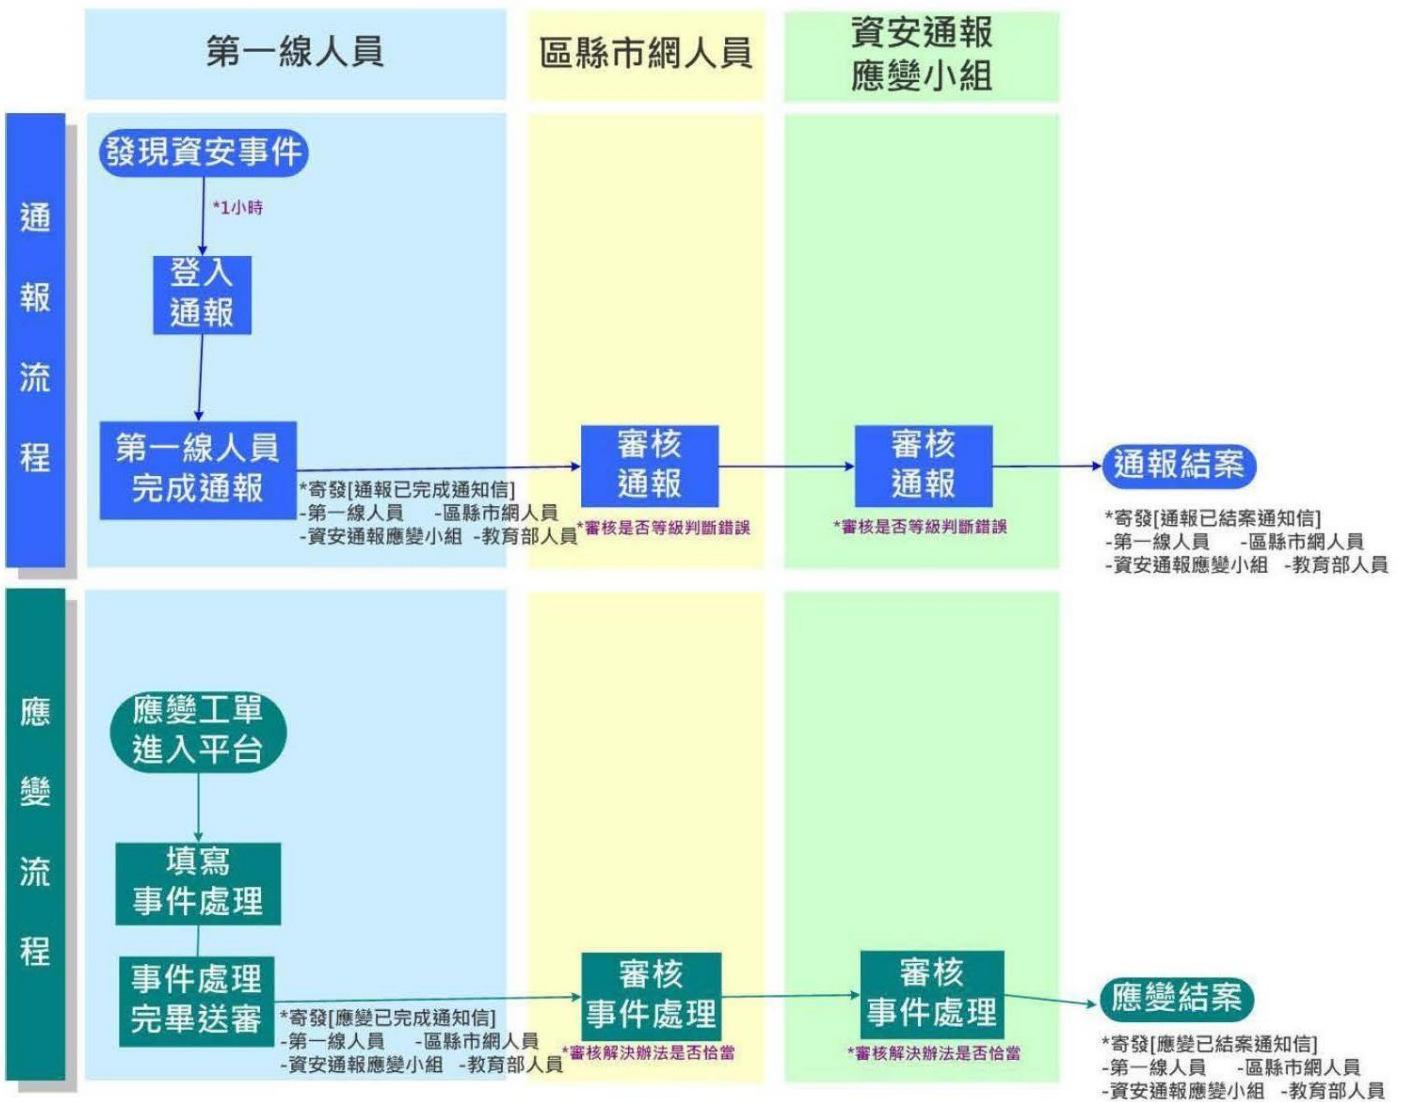 第一線人員
區縣市網人員
資安通報
應變小組
通
報
流
程
發現資安事件
*1小時
登入
通報
第一線人員
完成通報
*寄發[通報已完成通知信]
-第一線人員 -區縣市網人員
-資安通報應變小組 -教育部人員
審核
通報
*審核是否等級判斷錯誤
審核
通報
*審核是否等級判斷錯誤
通報結案
*寄發[通報已結案通知信]
-第一線人員 -區縣市網人員
-資安通報應變小組 -教育部人員
應
變
流
程
應變工單
進入平台
填寫
事件處理
事件處理
完畢送審
*寄發[應變已完成通知信]
-第一線人員 -區縣市網人員
-資安通報應變小組 -教育部人員
審核
事件處理
*審核解決辦法是否恰當
審核
事件處理
*審核解決辦法是否恰當
應變結案
*寄發[應變已結案通知信]
-第一線人員 -區縣市網人員
-資安通報應變小組 -教育部人員